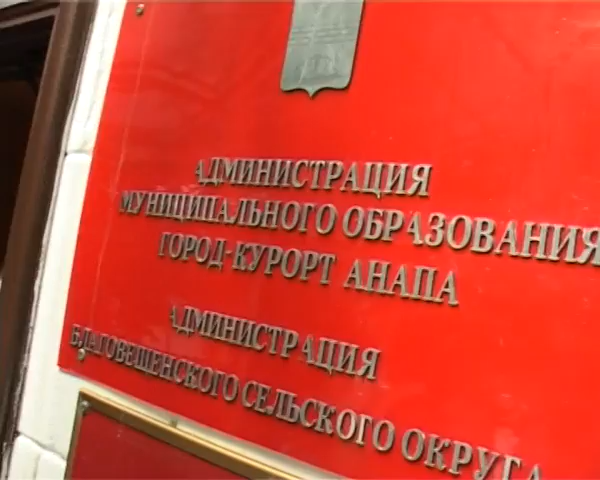 АДМИНИСТРАЦИЯ
МУНИЦИПАЛЬНОГО ОБРАЗОВАНИЯ
ГОРОД-КУРОРТ АНАПА
АДМИНИСТРАЦИЯ
БЛАГОВЕЩЕНСКОГО СЕЛЬСКОГО ОКРУГА